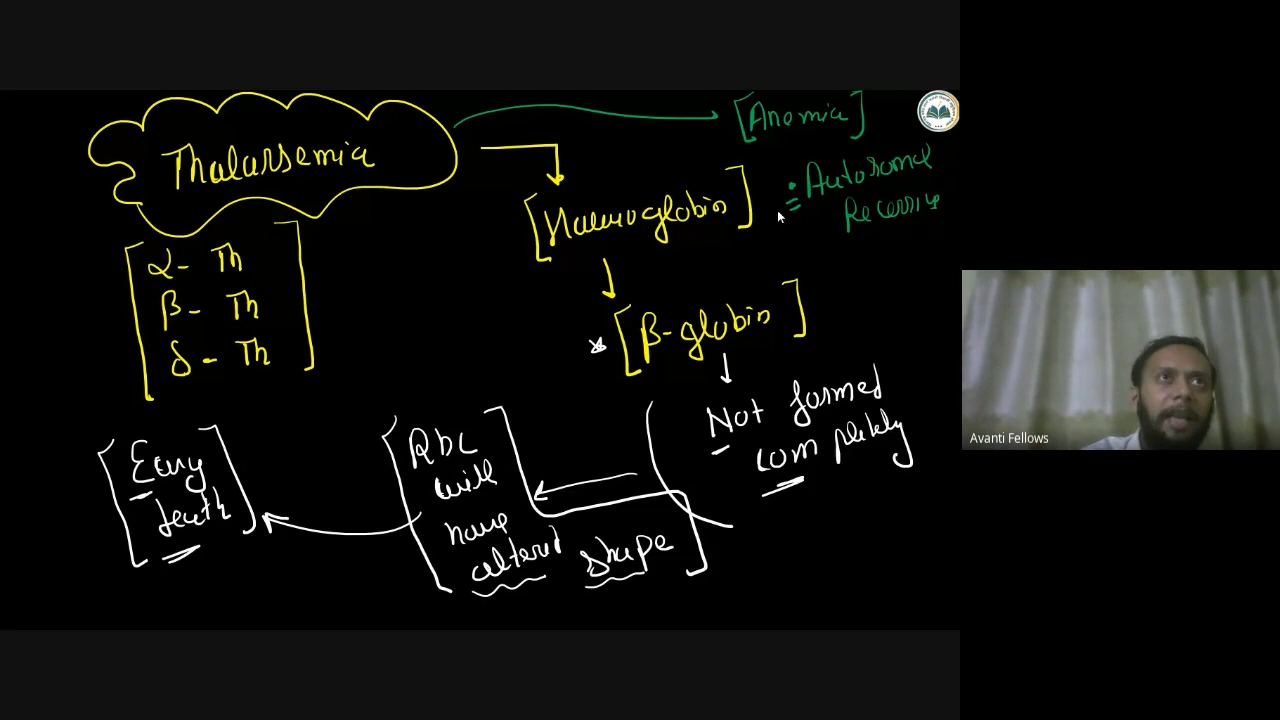 Thalassemia
[Anemia]
: Autosomal
Recessive
[Haemoglobin]
α- Th
β- Th
δ- Th
[β-globin]
Not formed
completely
Rbc
will
have
altered shape
Early
death
Avanti Fellows